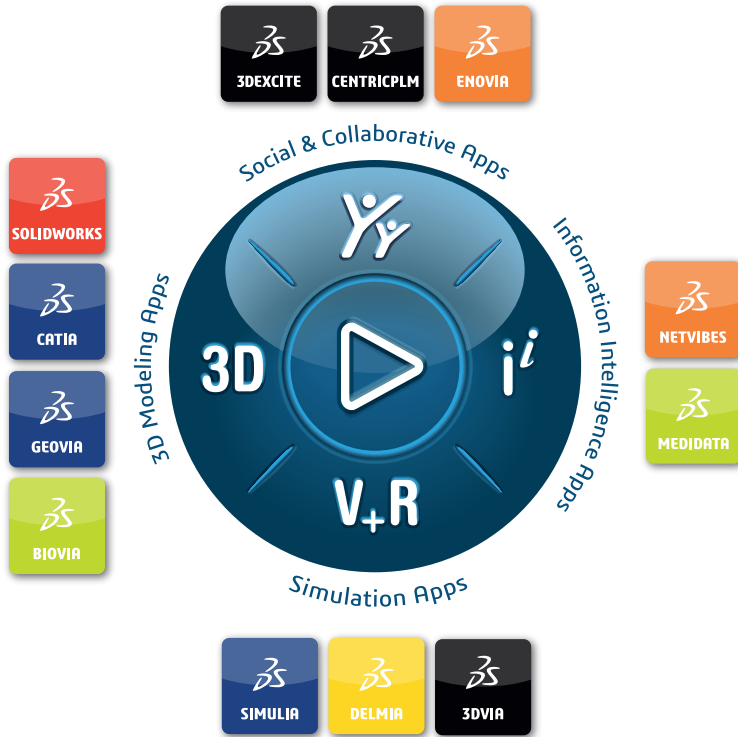 3DEXCITE
CENTRICPLM
ENOVIA
Social & Collaborative Apps
SOLIDWORKS
CATIA
GEOVIA
BIOVIA
3D Modeling Apps
3D
i i
V+R
Information Intelligence Apps
NETVIBES
MEDIDATA
Simulation Apps
SIMULIA
DELMIA
3DVIA